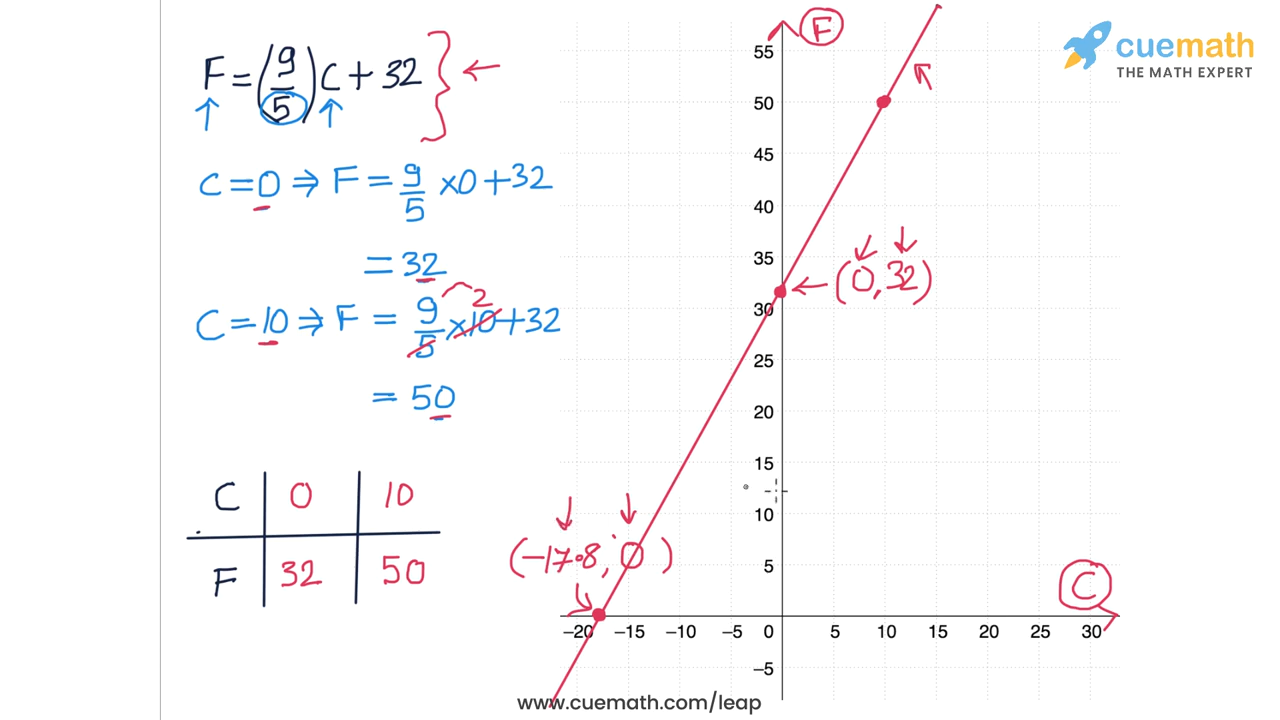 F = (9/5) C + 32
C = 0 ⇒ F = 9/5 × 0 + 32
= 32
C = 10 ⇒ F = 9/5 × 10 + 32
2
= 50
C 0 10
F 32 50
F
55
50
45
40
35
30
25
20
15
10
5
(0, 32)
(-17.8, 0)
C
−20 −15 −10 −5 0 5 10 15 20 25 30
−5
cuemath
THE MATH EXPERT
www.cuemath.com/leap